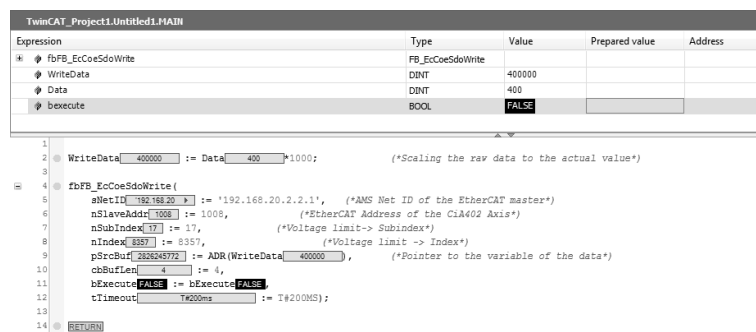 TwinCAT_Project1.Untitled1.MAIN
Expression Type Value Prepared value Address
fbFB_EcCoeSdoWrite FB_EcCoeSdoWrite
WriteData DINT 400000
Data DINT 400
bexecute BOOL FALSE
1
2 WriteData 400000 := Data 400 *1000; (*Scaling the raw data to the actual value*)
3
4 fbFB_EcCoeSdoWrite(
5 sNetID '192.168.20 := '192.168.20.2.2.1', (*AMS Net ID of the EtherCAT master*)
6 nSlaveAddr 1008 := 1008, (*EtherCAT Address of the CiA402 Axis*)
7 nSubIndex 17 := 17, (*Voltage limit-> Subindex*)
8 nIndex 8357 := 8357, (*Voltage limit -> Index*)
9 pSrcBuf 2826245772 := ADR(WriteData 400000 ), (*Pointer to the variable of the data*)
10 cbBufLen 4 := 4,
11 bExecute FALSE := bExecute FALSE ,
12 tTimeout T#200ms := T#200MS);
13
14 RETURN